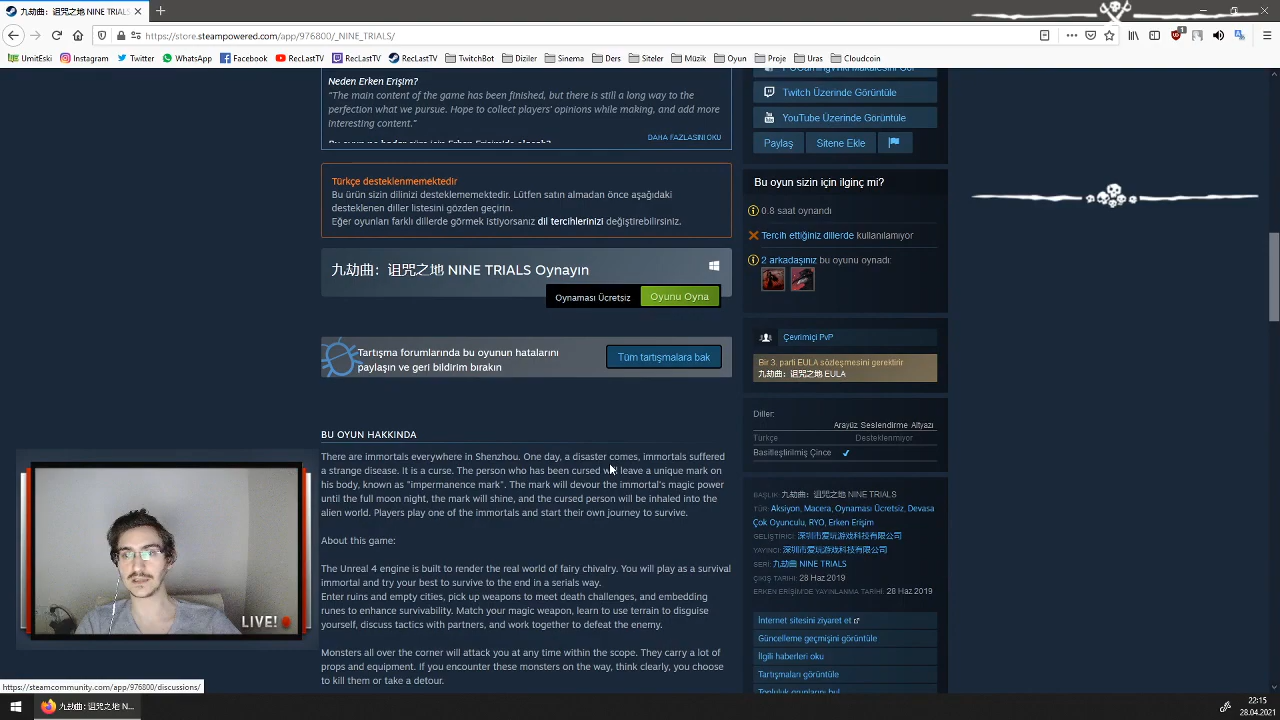 九劫曲：诅咒之地 NINE TRIALS
https://store.steampowered.com/app/976800/_NINE_TRIALS/
UmitEski
Instagram
Twitter
WhatsApp
Facebook
RecLastTV
RecLastTV
RecLastTV
TwitchBot
Diziler
Sinema
Ders
Siteler
Müzik
Oyun
Proje
Uras
Cloudcoin
Neden Erken Erişim?
“The main content of the game has been finished, but there is still a long way to the
perfection what we pursue. Hope to collect players' opinions while making, and add more
interesting content.”
DAHA FAZLASINI OKU
Türkçe desteklenmemektedir
Bu ürün sizin dilinizi desteklememektedir. Lütfen satın almadan önce aşağıdaki
desteklenen diller listesini gözden geçirin.
Eğer oyunları farklı dillerde görmek istiyorsanız dil tercihlerinizi değiştirebilirsiniz.
九劫曲：诅咒之地 NINE TRIALS Oynayın
Oynaması Ücretsiz
Oyunu Oyna
Tartışma forumlarında bu oyunun hatalarını
paylaşın ve geri bildirim bırakın
Tüm tartışmalara bak
BU OYUN HAKKINDA
There are immortals everywhere in Shenzhou. One day, a disaster comes, immortals suffered
a strange disease. It is a curse. The person who has been cursed will leave a unique mark on
his body, known as "impermanence mark". The mark will devour the immortal's magic power
until the full moon night, the mark will shine, and the cursed person will be inhaled into the
alien world. Players play one of the immortals and start their own journey to survive.
About this game:
The Unreal 4 engine is built to render the real world of fairy chivalry. You will play as a survival
immortal and try your best to survive to the end in a serials way.
Enter ruins and empty cities, pick up weapons to meet death challenges, and embedding
runes to enhance survivability. Match your magic weapon, learn to use terrain to disguise
yourself, discuss tactics with partners, and work together to defeat the enemy.
Monsters all over the corner will attack you at any time within the scope. They carry a lot of
props and equipment. If you encounter these monsters on the way, think clearly, you choose
to kill them or take a detour.
Twitch Üzerinde Görüntüle
YouTube Üzerinde Görüntüle
Paylaş
Sitene Ekle
Bu oyun sizin için ilginç mi?
0.8 saat oynandı
Tercih ettiğiniz dillerde kullanılamıyor
2 arkadaşınız bu oyunu oynadı:
Çevrimiçi PvP
Bir 3. parti EULA sözleşmesini gerektirir
九劫曲：诅咒之地 EULA
Diller:
Arayüz Seslendirme Altyazı
Türkçe Desteklenmiyor
Basitleştirilmiş Çince ✔
BAŞLIK: 九劫曲：诅咒之地 NINE TRIALS
TÜR: Aksiyon, Macera, Oynaması Ücretsiz, Devasa
Çok Oyunculu, RYO, Erken Erişim
GELİŞTİRİCİ: 深圳市爱玩游戏科技有限公司
YAYINCI: 深圳市爱玩游戏科技有限公司
SERİ: 九劫曲 NINE TRIALS
ÇIKIŞ TARİHİ: 28 Haz 2019
ERKEN ERİŞİM'DE YAYINLANMA TARİHİ: 28 Haz 2019
İnternet sitesini ziyaret et
Güncelleme geçmişini görüntüle
İlgili haberleri oku
Tartışmaları görüntüle
LIVE!
https://steamcommunity.com/app/976800/discussions/
九劫曲：诅咒之地 N...
22:15
28.04.2021